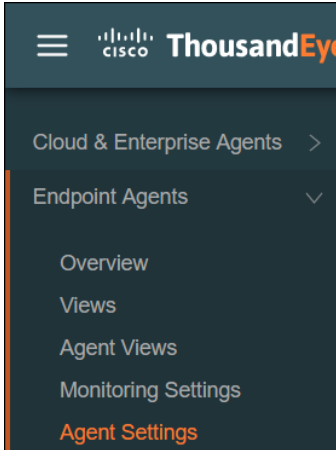 cisco ThousandEye
Cloud & Enterprise Agents
Endpoint Agents
Overview
Views
Agent Views
Monitoring Settings
Agent Settings